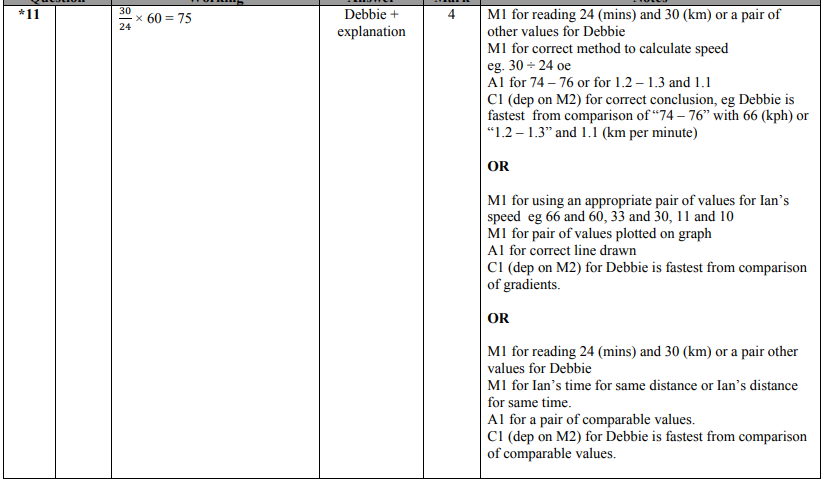 Question Working Answer Mark Notes
*11
30
24
× 60 = 75
Debbie +
explanation
4
M1 for reading 24 (mins) and 30 (km) or a pair of
other values for Debbie
M1 for correct method to calculate speed
eg. 30 ÷ 24 oe
A1 for 74 – 76 or for 1.2 – 1.3 and 1.1
C1 (dep on M2) for correct conclusion, eg Debbie is
fastest from comparison of “74 – 76” with 66 (kph) or
“1.2 – 1.3” and 1.1 (km per minute)
OR
M1 for using an appropriate pair of values for Ian’s
speed eg 66 and 60, 33 and 30, 11 and 10
M1 for pair of values plotted on graph
A1 for correct line drawn
C1 (dep on M2) for Debbie is fastest from comparison
of gradients.
OR
M1 for reading 24 (mins) and 30 (km) or a pair other
values for Debbie
M1 for Ian’s time for same distance or Ian’s distance
for same time.
A1 for a pair of comparable values.
C1 (dep on M2) for Debbie is fastest from comparison
of comparable values.